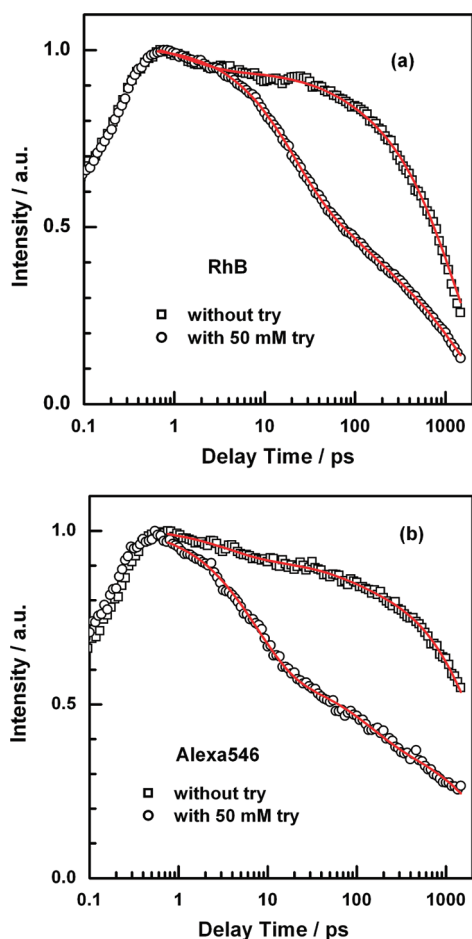 (a)
1.0
0.5
0.0
Intensity / a.u.
RhB
without try
with 50 mM try
0.1 1 10 100 1000
Delay Time / ps
(b)
1.0
0.5
0.0
Intensity / a.u.
Alexa546
without try
with 50 mM try
0.1 1 10 100 1000
Delay Time / ps